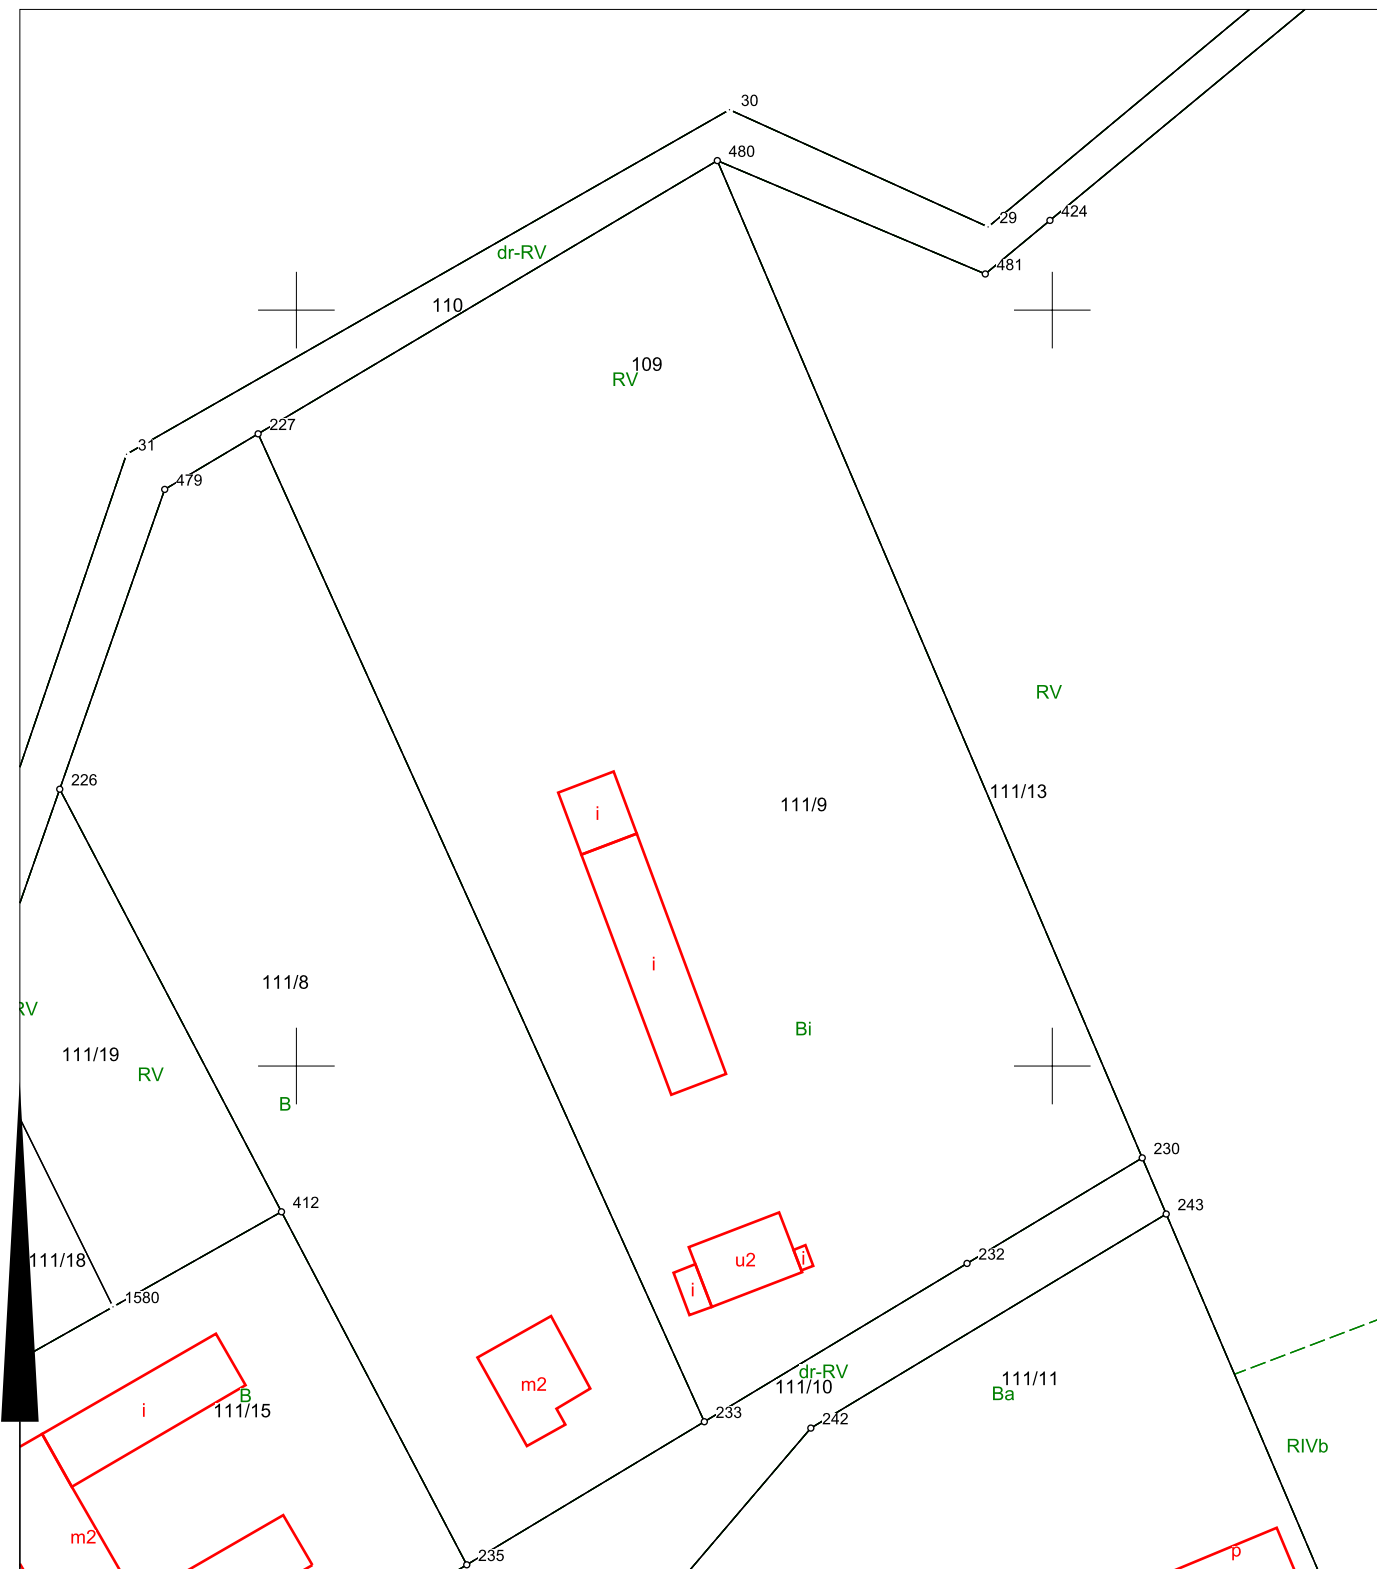 30
480
29
424
dr-RV
481
110
109
RV
227
31
479
RV
226
111/13
111/9
i
i
111/8
RV
Bi
111/19
RV
B
230
412
243
232
111/18
u2
i
i
1580
dr-RV
111/11
111/10
m2
Ba
B
i
111/15
233
242
RIVb
m2
p
235